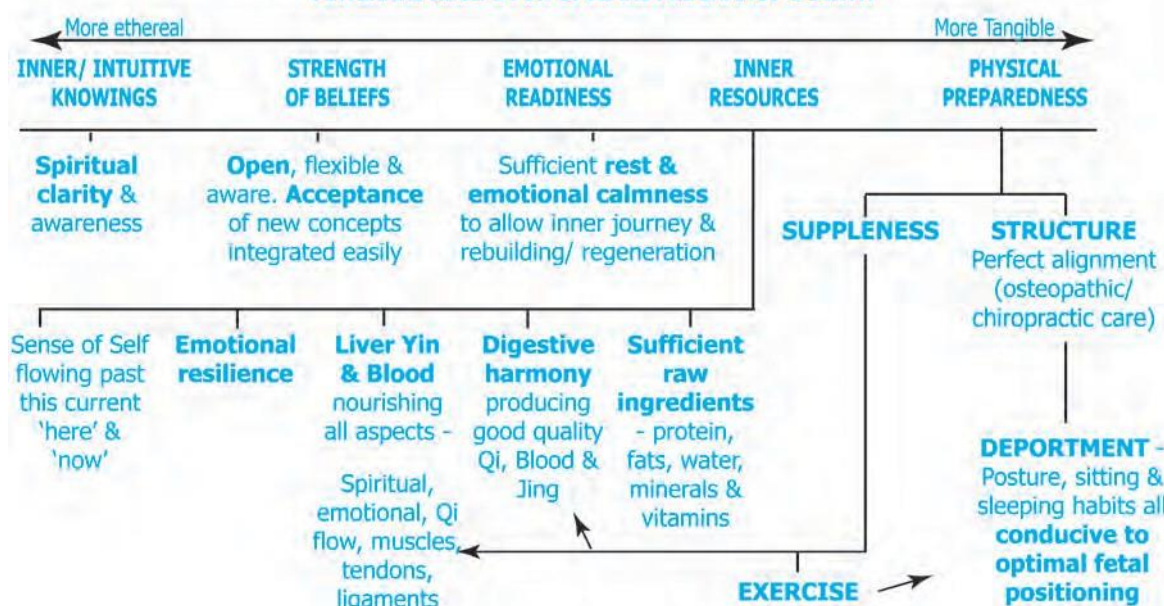 More ethereal
More Tangible
INNER/ INTUITIVE
KNOWINGS
STRENGTH
OF BELIEFS
EMOTIONAL
READINESS
INNER
RESOURCES
PHYSICAL
PREPAREDNESS
Spiritual
clarity &
awareness
Open, flexible &
aware. Acceptance
of new concepts
integrated easily
Sufficient rest &
emotional calmness
to allow inner journey &
rebuilding/ regeneration
SUPPLENESS
STRUCTURE
Perfect alignment
(osteopathic/
chiropractic care)
Sense of Self
flowing past
this current
'here' &
'now'
Emotional
resilience
Liver Yin
& Blood
nourishing
all aspects -
Spiritual,
emotional, Qi
flow, muscles,
tendons,
ligaments
Digestive
harmony
producing
good quality
Qi, Blood &
Jing
Sufficient
raw
ingredients
- protein,
fats, water,
minerals &
vitamins
DEPORTMENT -
Posture, sitting &
sleeping habits all
conducive to
optimal fetal
positioning
EXERCISE